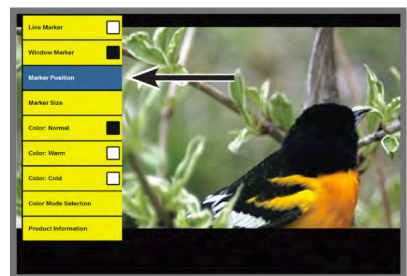 Line Marker
Window Marker
Marker Position
Marker Size
Color: Normal
Color: Warm
Color: Cold
Color Mode Selection
Product Information